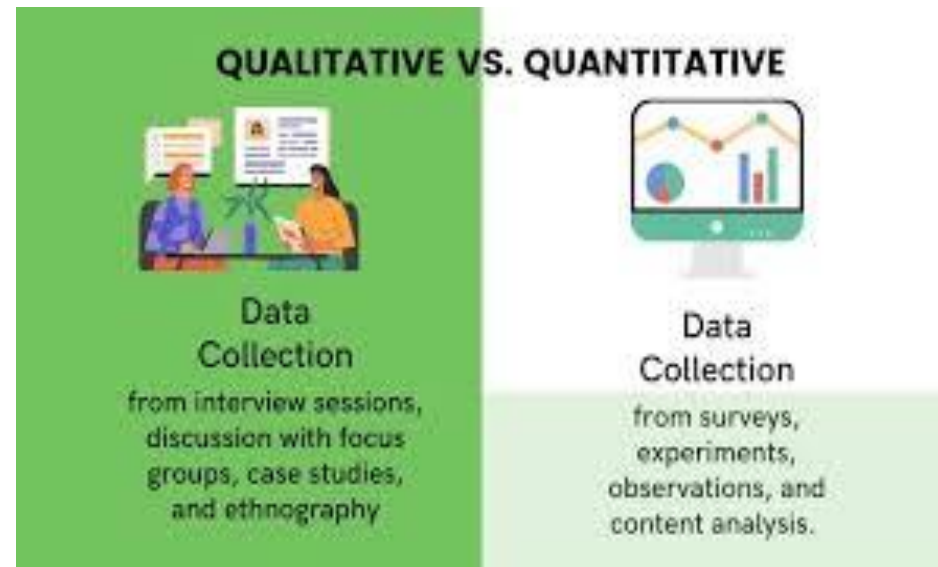 QUALITATIVE VS. QUANTITATIVE
Data
Collection
from interview sessions,
discussion with focus
groups, case studies,
and ethnography
Data
Collection
from surveys,
experiments,
observations, and
content analysis.